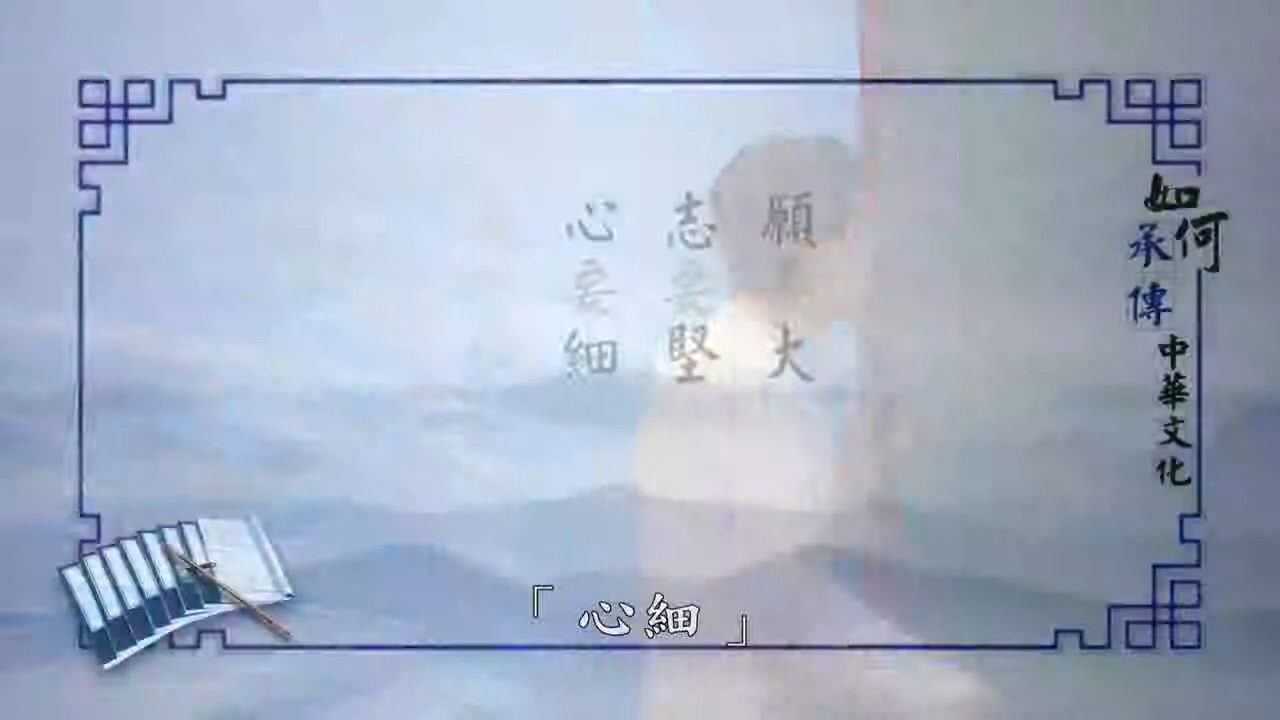 如何
承傳
中華文化
願 大
志要堅
心要細
「心細」